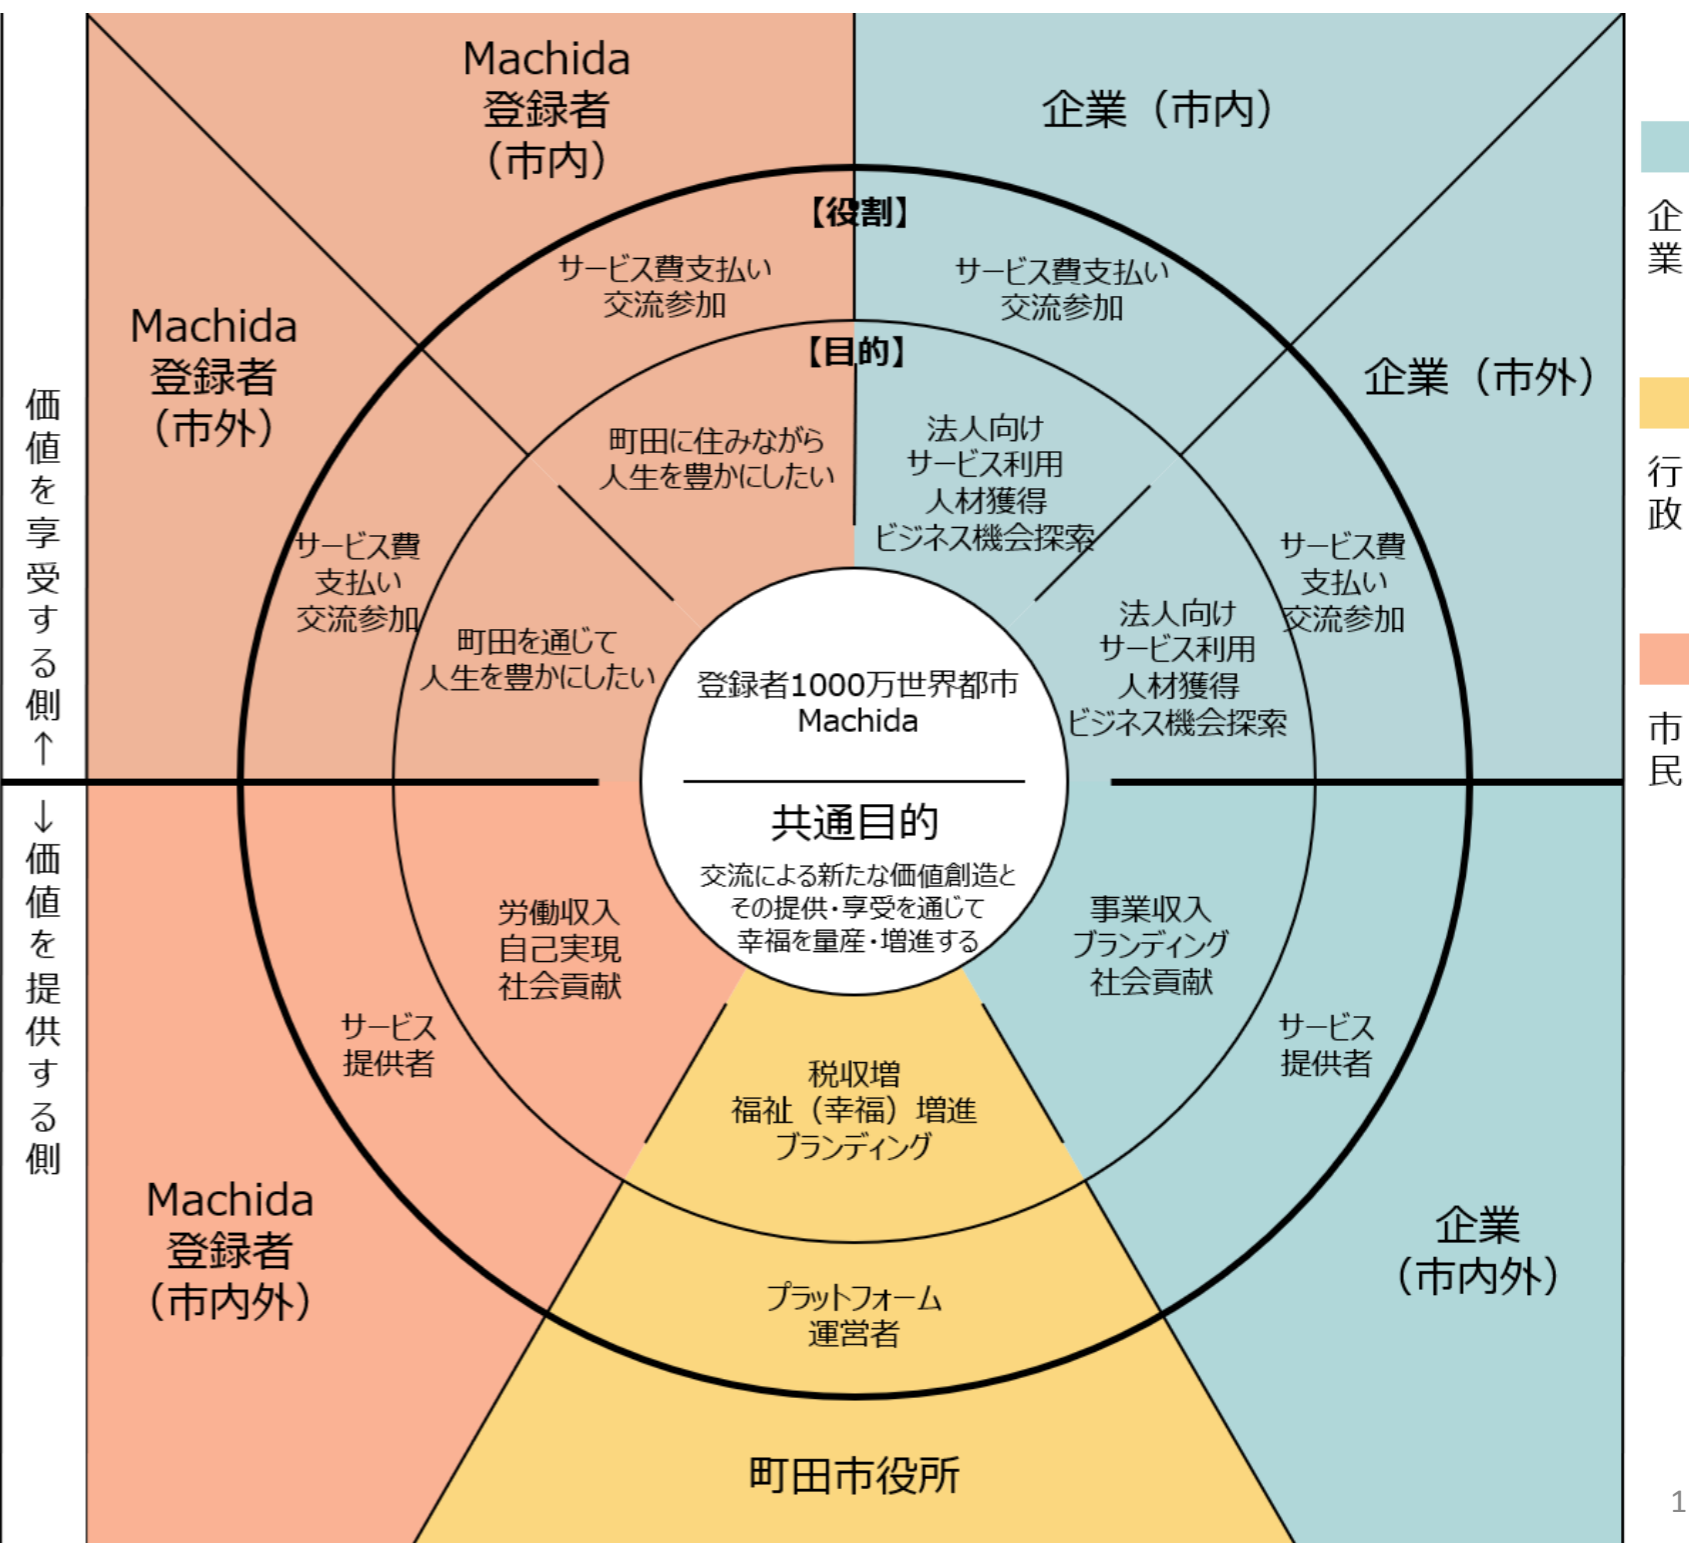 Machida
登録者
（市内）
企業（市内）
Machida
登録者
（市外）
企業（市外）
【役割】
サービス費支払い
交流参加
サービス費支払い
交流参加
サービス費
支払い
交流参加
サービス費
支払い
交流参加
【目的】
町田に住みながら
人生を豊かにしたい
法人向け
サービス利用
人材獲得
ビジネス機会探索
町田を通じて
人生を豊かにしたい
法人向け
サービス利用
人材獲得
ビジネス機会探索
登録者1000万世界都市
Machida
共通目的
交流による新たな価値創造と
その提供・享受を通じて
幸福を量産・増進する
労働収入
自己実現
社会貢献
事業収入
ブランディング
社会貢献
サービス
提供者
サービス
提供者
税収増
福祉（幸福）増進
ブランディング
プラットフォーム
運営者
Machida
登録者
（市内外）
企業
（市内外）
町田市役所
価値を享受する側↑
↓価値を提供する側
企業
行政
市民
1